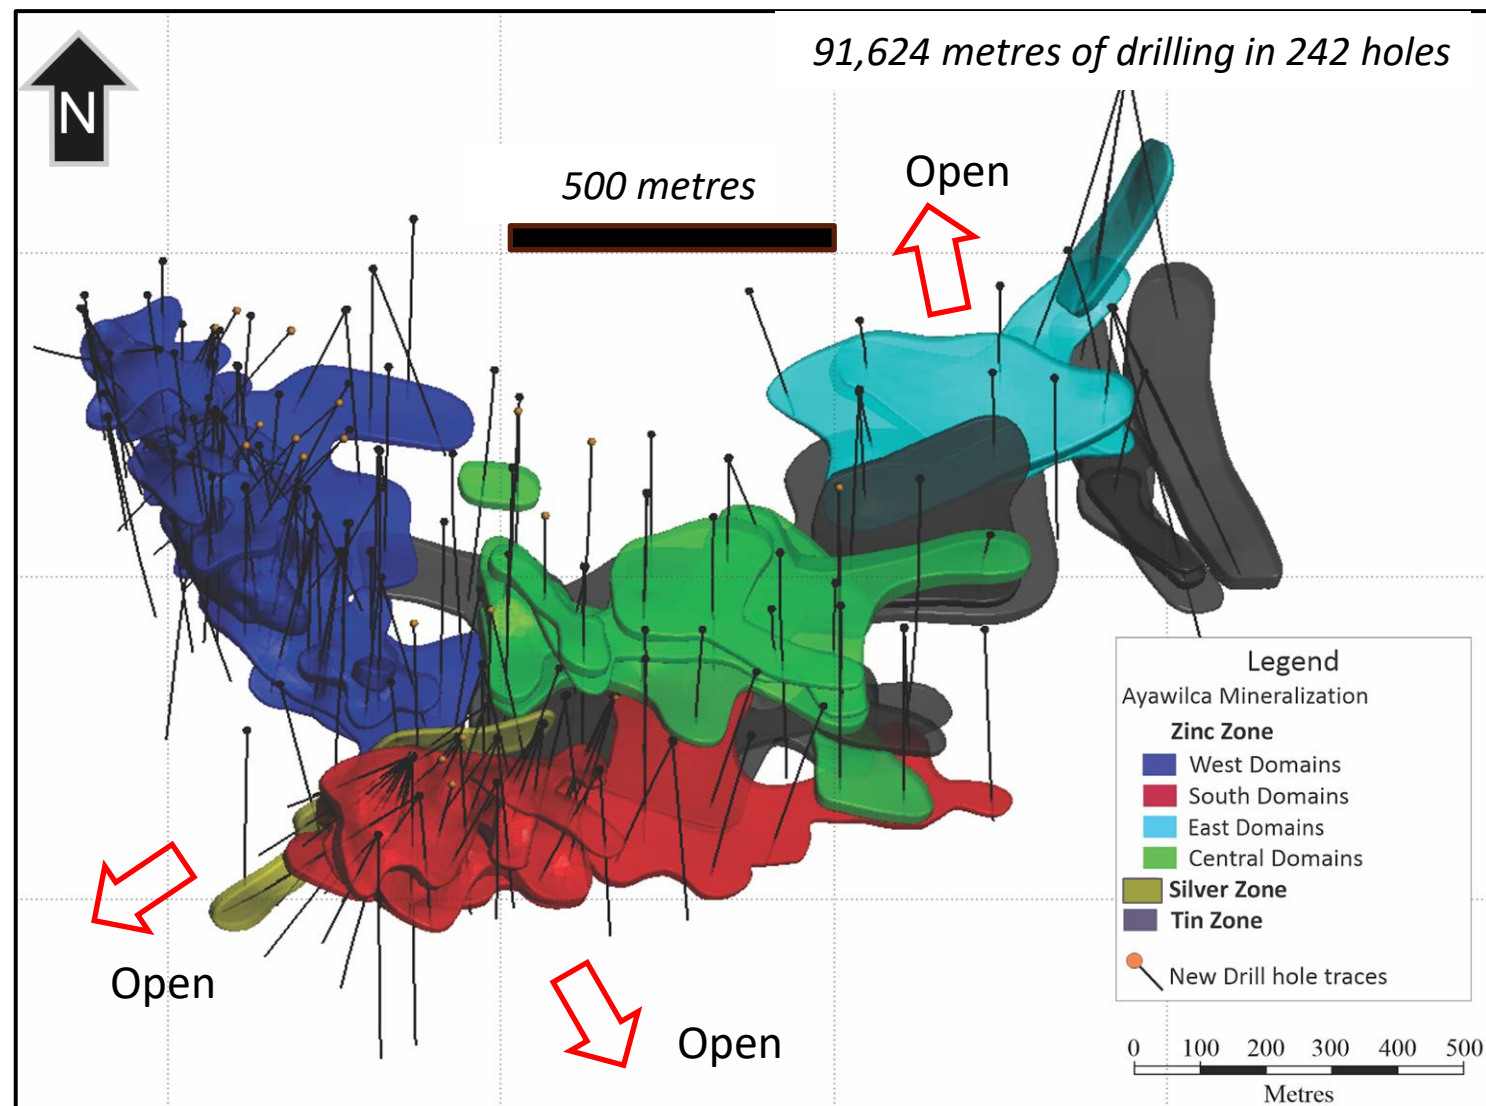 91,624 metres of drilling in 242 holes
N
500 metres
Open
Open
Open
Legend
Ayawilca Mineralization
Zinc Zone
West Domains
South Domains
East Domains
Central Domains
Silver Zone
Tin Zone
New Drill hole traces
0 100 200 300 400 500
Metres